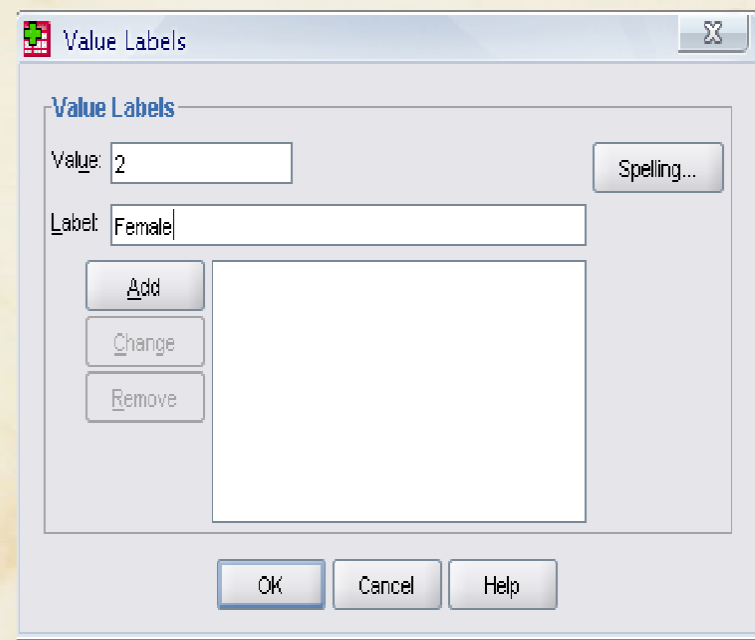 Value Labels
Value Labels
Value: 2
Spelling...
Label: Female
Add
Change
Remove
OK Cancel Help